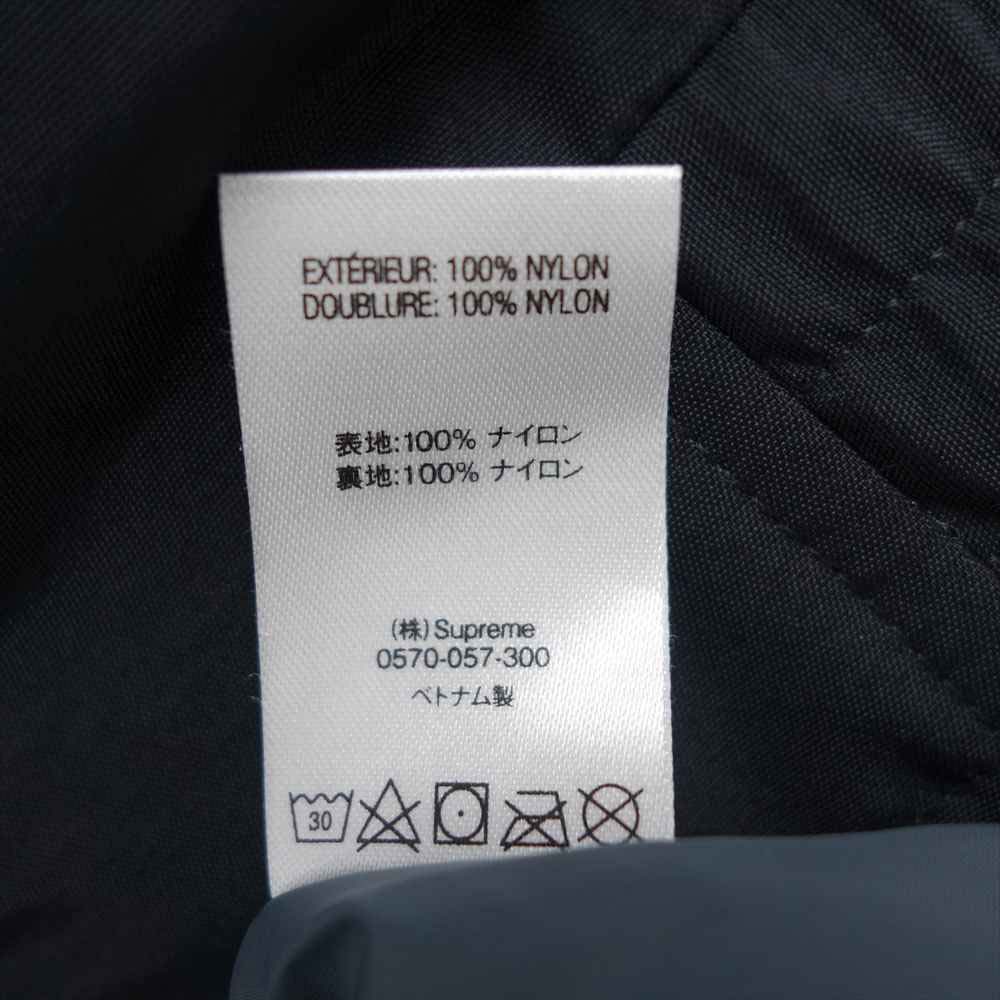 EXTÉRIEUR: 100% NYLON
DOUBLURE: 100% NYLON
表地:100% ナイロン
裏地:100% ナイロン
(株)Supreme
0570-057-300
ベトナム製
30